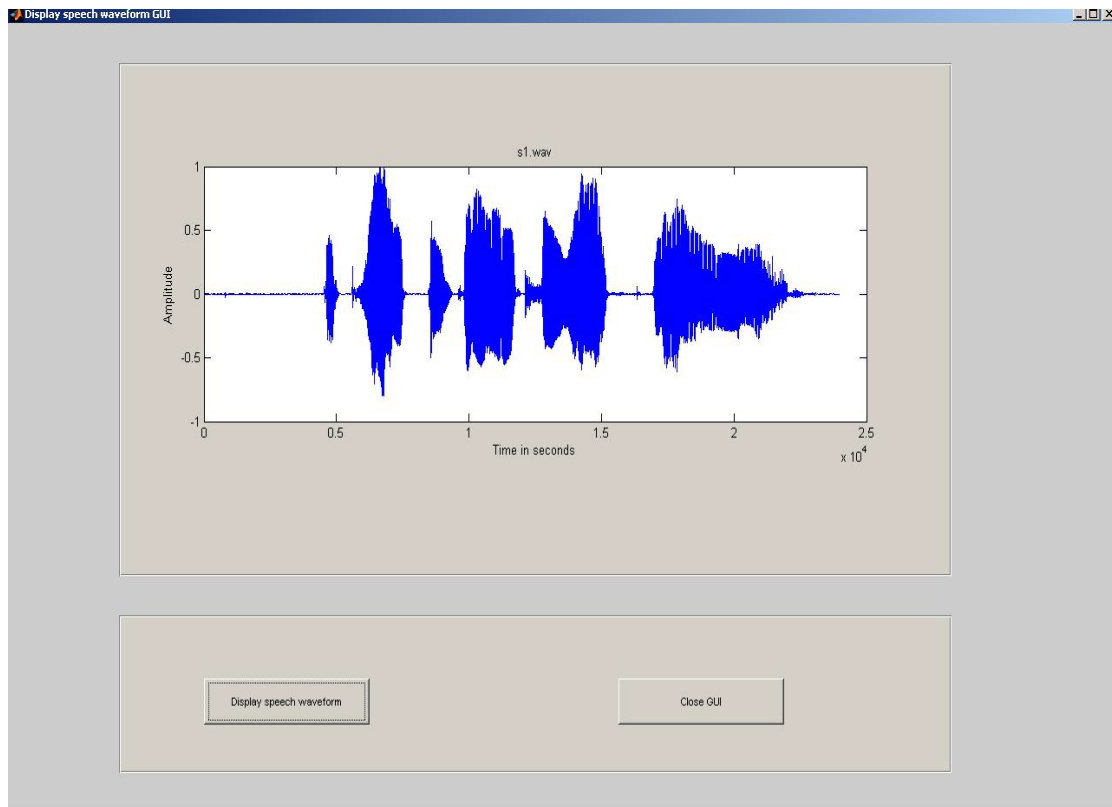 Display speech waveform GUI
s1.wav
1
0.5
0
-0.5
-1
Amplitude
0 0.5 1 1.5 2 2.5
Time in seconds
x 10^4
Display speech waveform
Close GUI